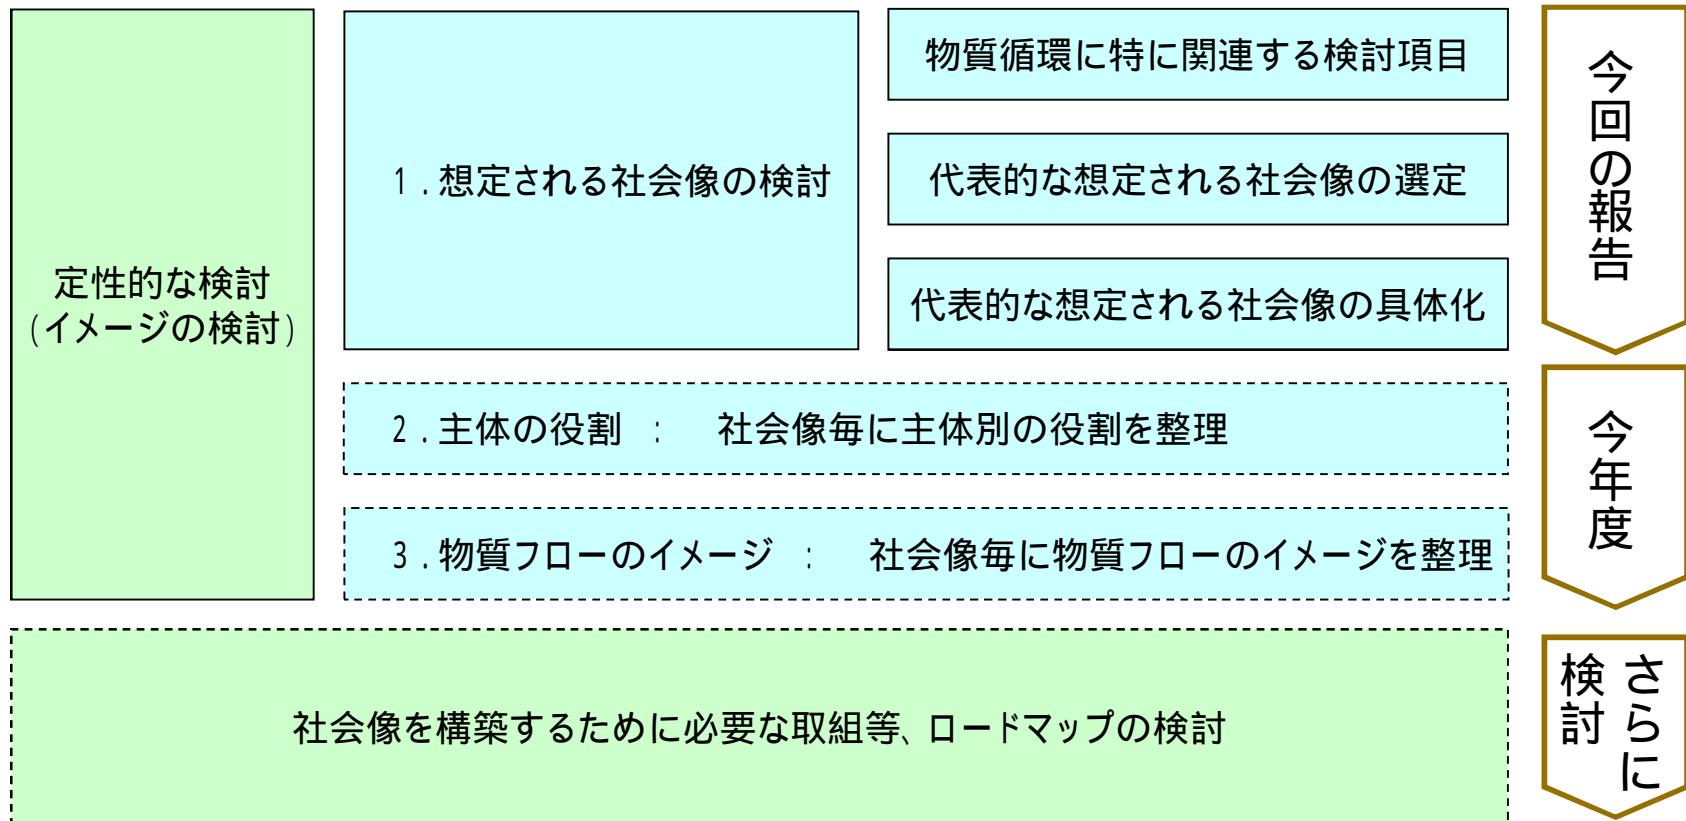 定性的な検討
(イメージの検討)
1.想定される社会像の検討
物質循環に特に関連する検討項目
代表的な想定される社会像の選定
代表的な想定される社会像の具体化
今回の報告
2.主体の役割 : 社会像毎に主体別の役割を整理
3.物質フローのイメージ : 社会像毎に物質フローのイメージを整理
今年度
社会像を構築するために必要な取組等、ロードマップの検討
さらに
検討